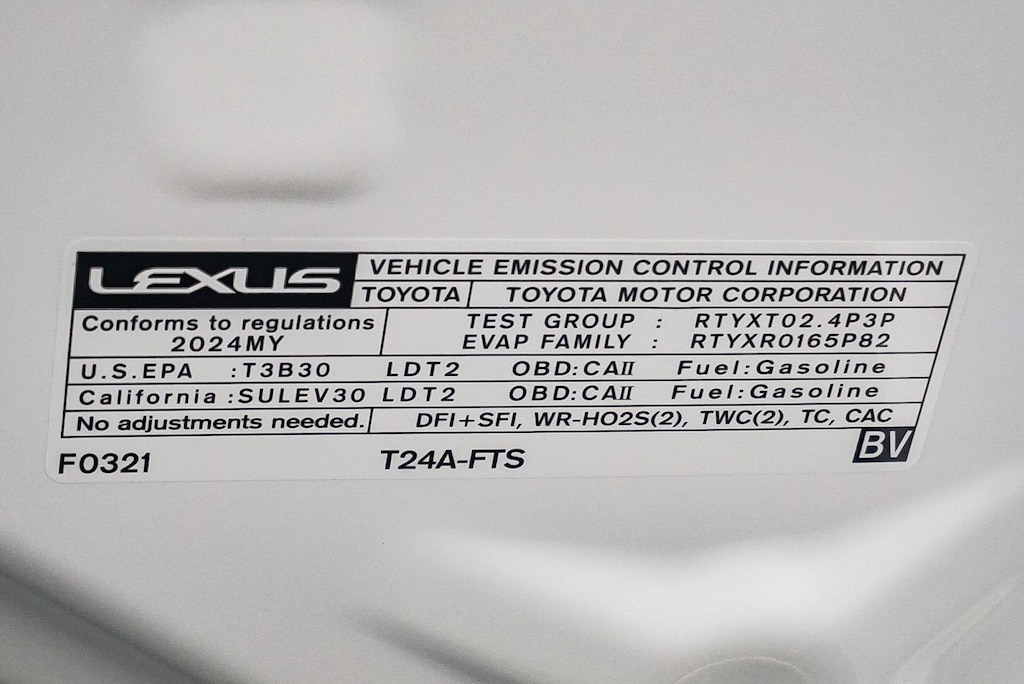 LEXUS VEHICLE EMISSION CONTROL INFORMATION
TOYOTA TOYOTA MOTOR CORPORATION
Conforms to regulations TEST GROUP : RTYXT02.4P3P
2024MY EVAP FAMILY : RTYXR0165P82
U.S.EPA :T3B30 LDT2 OBD:CAII Fuel:Gasoline
California :SULEV30 LDT2 OBD:CAII Fuel:Gasoline
No adjustments needed. DFI+SFI, WR-HO2S(2), TWC(2), TC, CAC
F0321 T24A-FTS BV